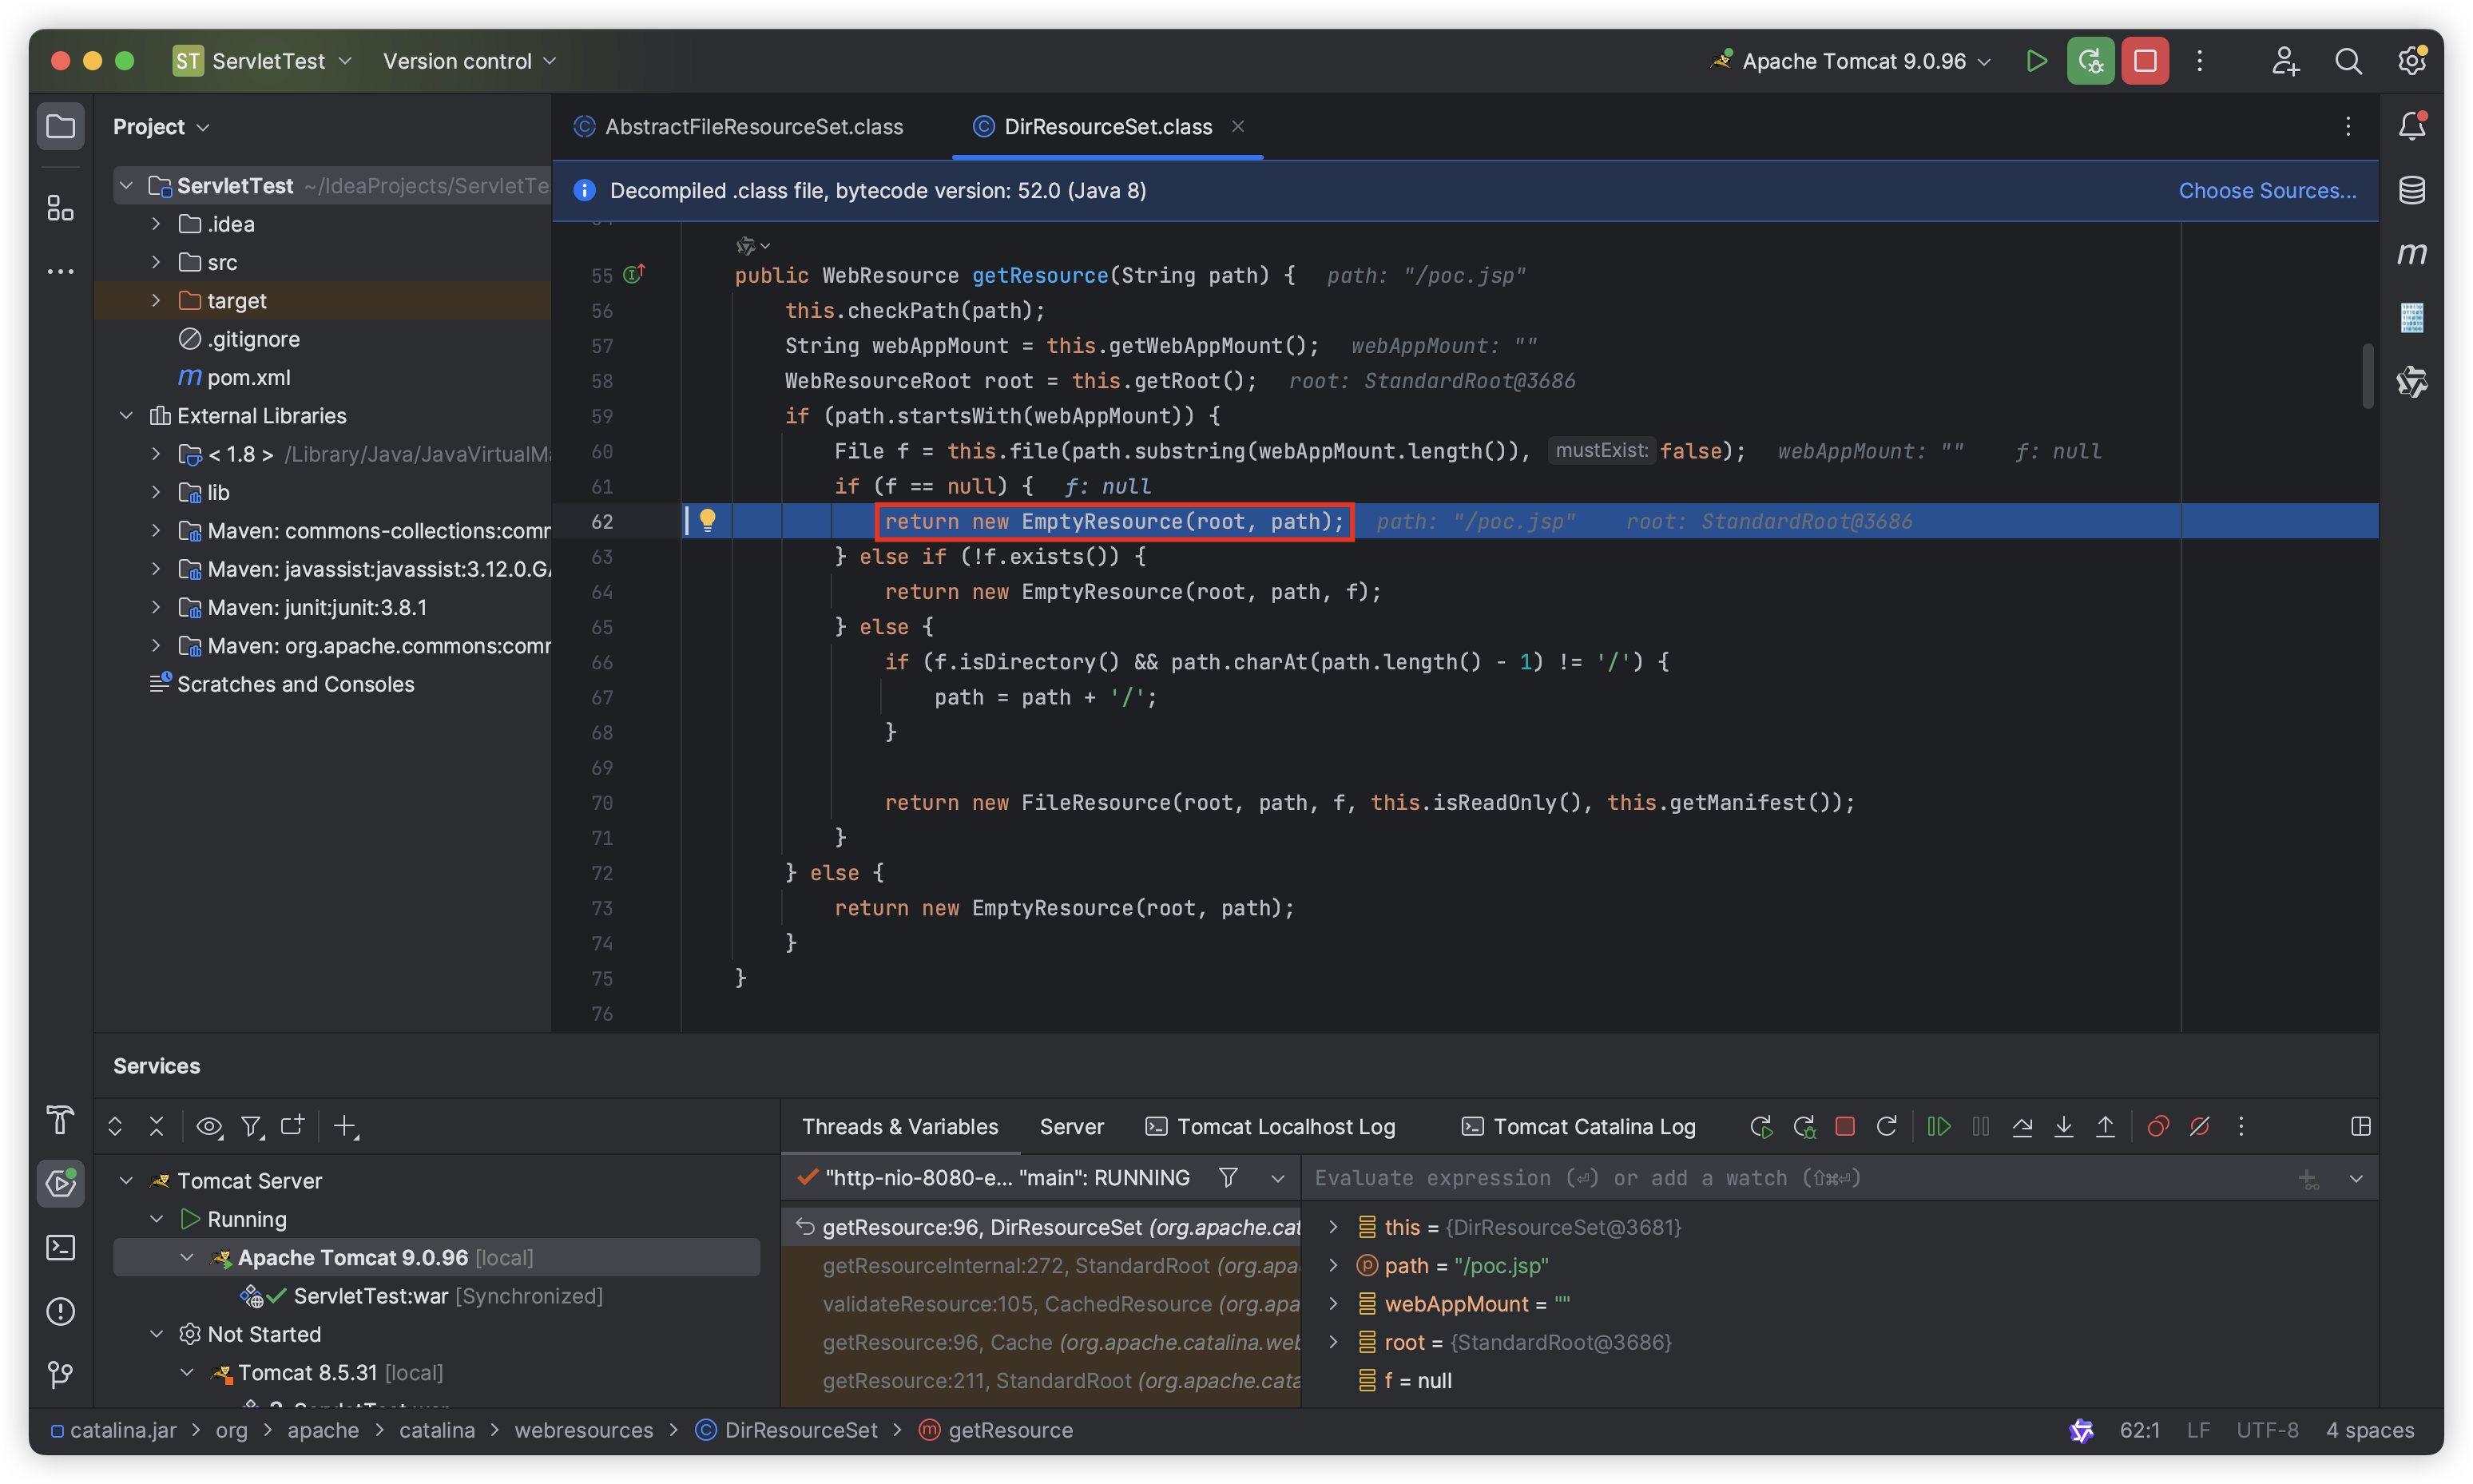 ST ServletTest Version control Apache Tomcat 9.0.96
Project
ServletTest ~/IdeaProjects/ServletTe
.idea
src
target
.gitignore
pom.xml
External Libraries
< 1.8 > /Library/Java/JavaVirtualMa
lib
Maven: commons-collections:comm
Maven: javassist:javassist:3.12.0.GA
Maven: junit:junit:3.8.1
Maven: org.apache.commons:comm
Scratches and Consoles
AbstractFileResourceSet.class DirResourceSet.class
Decompiled .class file, bytecode version: 52.0 (Java 8) Choose Sources...
55 public WebResource getResource(String path) { path: "/poc.jsp"
56 this.checkPath(path);
57 String webAppMount = this.getWebAppMount(); webAppMount: ""
58 WebResourceRoot root = this.getRoot(); root: StandardRoot@3686
59 if (path.startsWith(webAppMount)) {
60 File f = this.file(path.substring(webAppMount.length()), mustExist: false); webAppMount: "" f: null
61 if (f == null) { f: null
62 return new EmptyResource(root, path); path: "/poc.jsp" root: StandardRoot@3686
63 } else if (!f.exists()) {
64 return new EmptyResource(root, path, f);
65 } else {
66 if (f.isDirectory() && path.charAt(path.length() - 1) != '/') {
67 path = path + '/';
68 }
69
70 return new FileResource(root, path, f, this.isReadOnly(), this.getManifest());
71 }
72 } else {
73 return new EmptyResource(root, path);
74 }
75 }
76
Services
Tomcat Server
Running
Apache Tomcat 9.0.96 [local]
ServletTest:war [Synchronized]
Not Started
Tomcat 8.5.31 [local]
Threads & Variables Server Tomcat Localhost Log Tomcat Catalina Log
"http-nio-8080-e... "main": RUNNING
Evaluate expression (⏎) or add a watch (⇧⌘⏎)
getResource:96, DirResourceSet (org.apache.cat
getResourceInternal:272, StandardRoot (org.apa
validateResource:105, CachedResource (org.apa
getResource:96, Cache (org.apache.catalina.web
getResource:211, StandardRoot (org.apache.cata
this = {DirResourceSet@3681}
path = "/poc.jsp"
webAppMount = ""
root = {StandardRoot@3686}
f = null
catalina.jar > org > apache > catalina > webresources > DirResourceSet > getResource
62:1 LF UTF-8 4 spaces